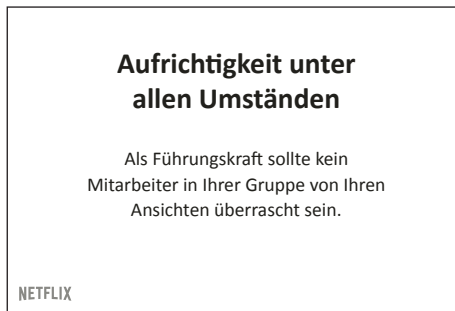 Aufrichtigkeit unter
allen Umständen
Als Führungskraft sollte kein
Mitarbeiter in Ihrer Gruppe von Ihren
Ansichten überrascht sein.
NETFLIX